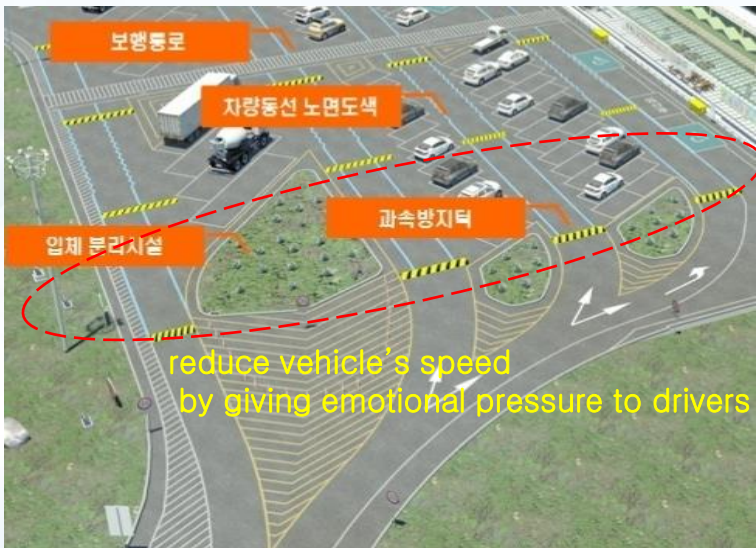 보행통로
차량동선 노면도색
과속방지턱
입체 분리시설
reduce vehicle's speed
by giving emotional pressure to drivers